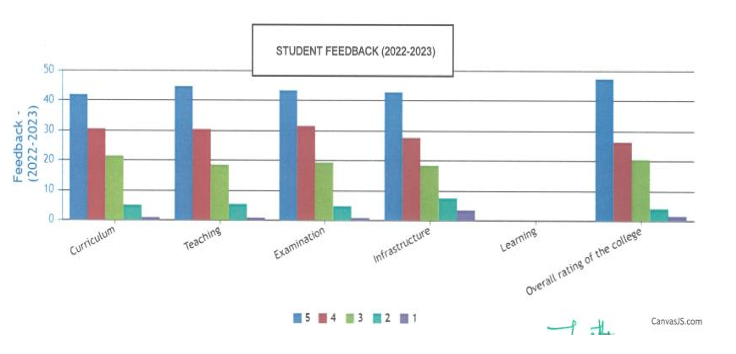 STUDENT FEEDBACK (2022-2023)
50
40
30
20
10
0
Feedback -
(2022-2023)
Curriculum
Teaching
Examination
Infrastructure
Learning
Overall rating of the college
5 4 3 2 1
CanvasJS.com